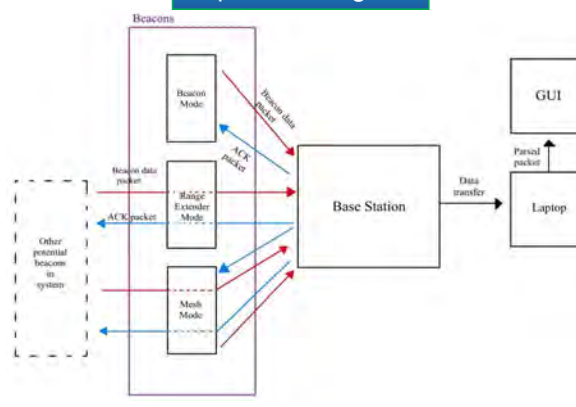 Beacons
Beacon
Mode
Beacon data
packet
ACK
packet
Beacon data
packet
Range
Extender
Mode
ACK packet
Other
potential
beacons
in
system
Mesh
Mode
Base Station
Data
transfer
GUI
Parsed
packet
Laptop